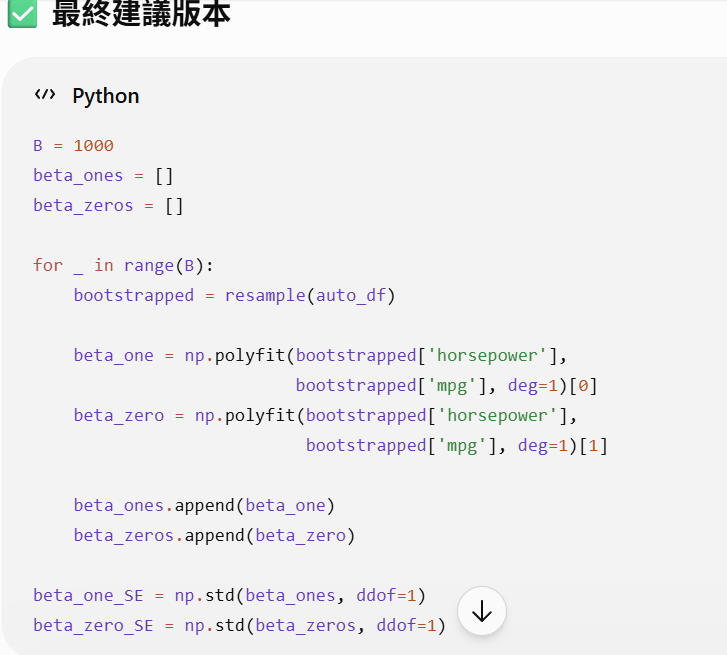 ✅ 最終建議版本
</> Python
B = 1000
beta_ones = []
beta_zeros = []

for _ in range(B):
    bootstrapped = resample(auto_df)

    beta_one = np.polyfit(bootstrapped['horsepower'],
                          bootstrapped['mpg'], deg=1)[0]
    beta_zero = np.polyfit(bootstrapped['horsepower'],
                           bootstrapped['mpg'], deg=1)[1]

    beta_ones.append(beta_one)
    beta_zeros.append(beta_zero)

beta_one_SE = np.std(beta_ones, ddof=1)
beta_zero_SE = np.std(beta_zeros, ddof=1)